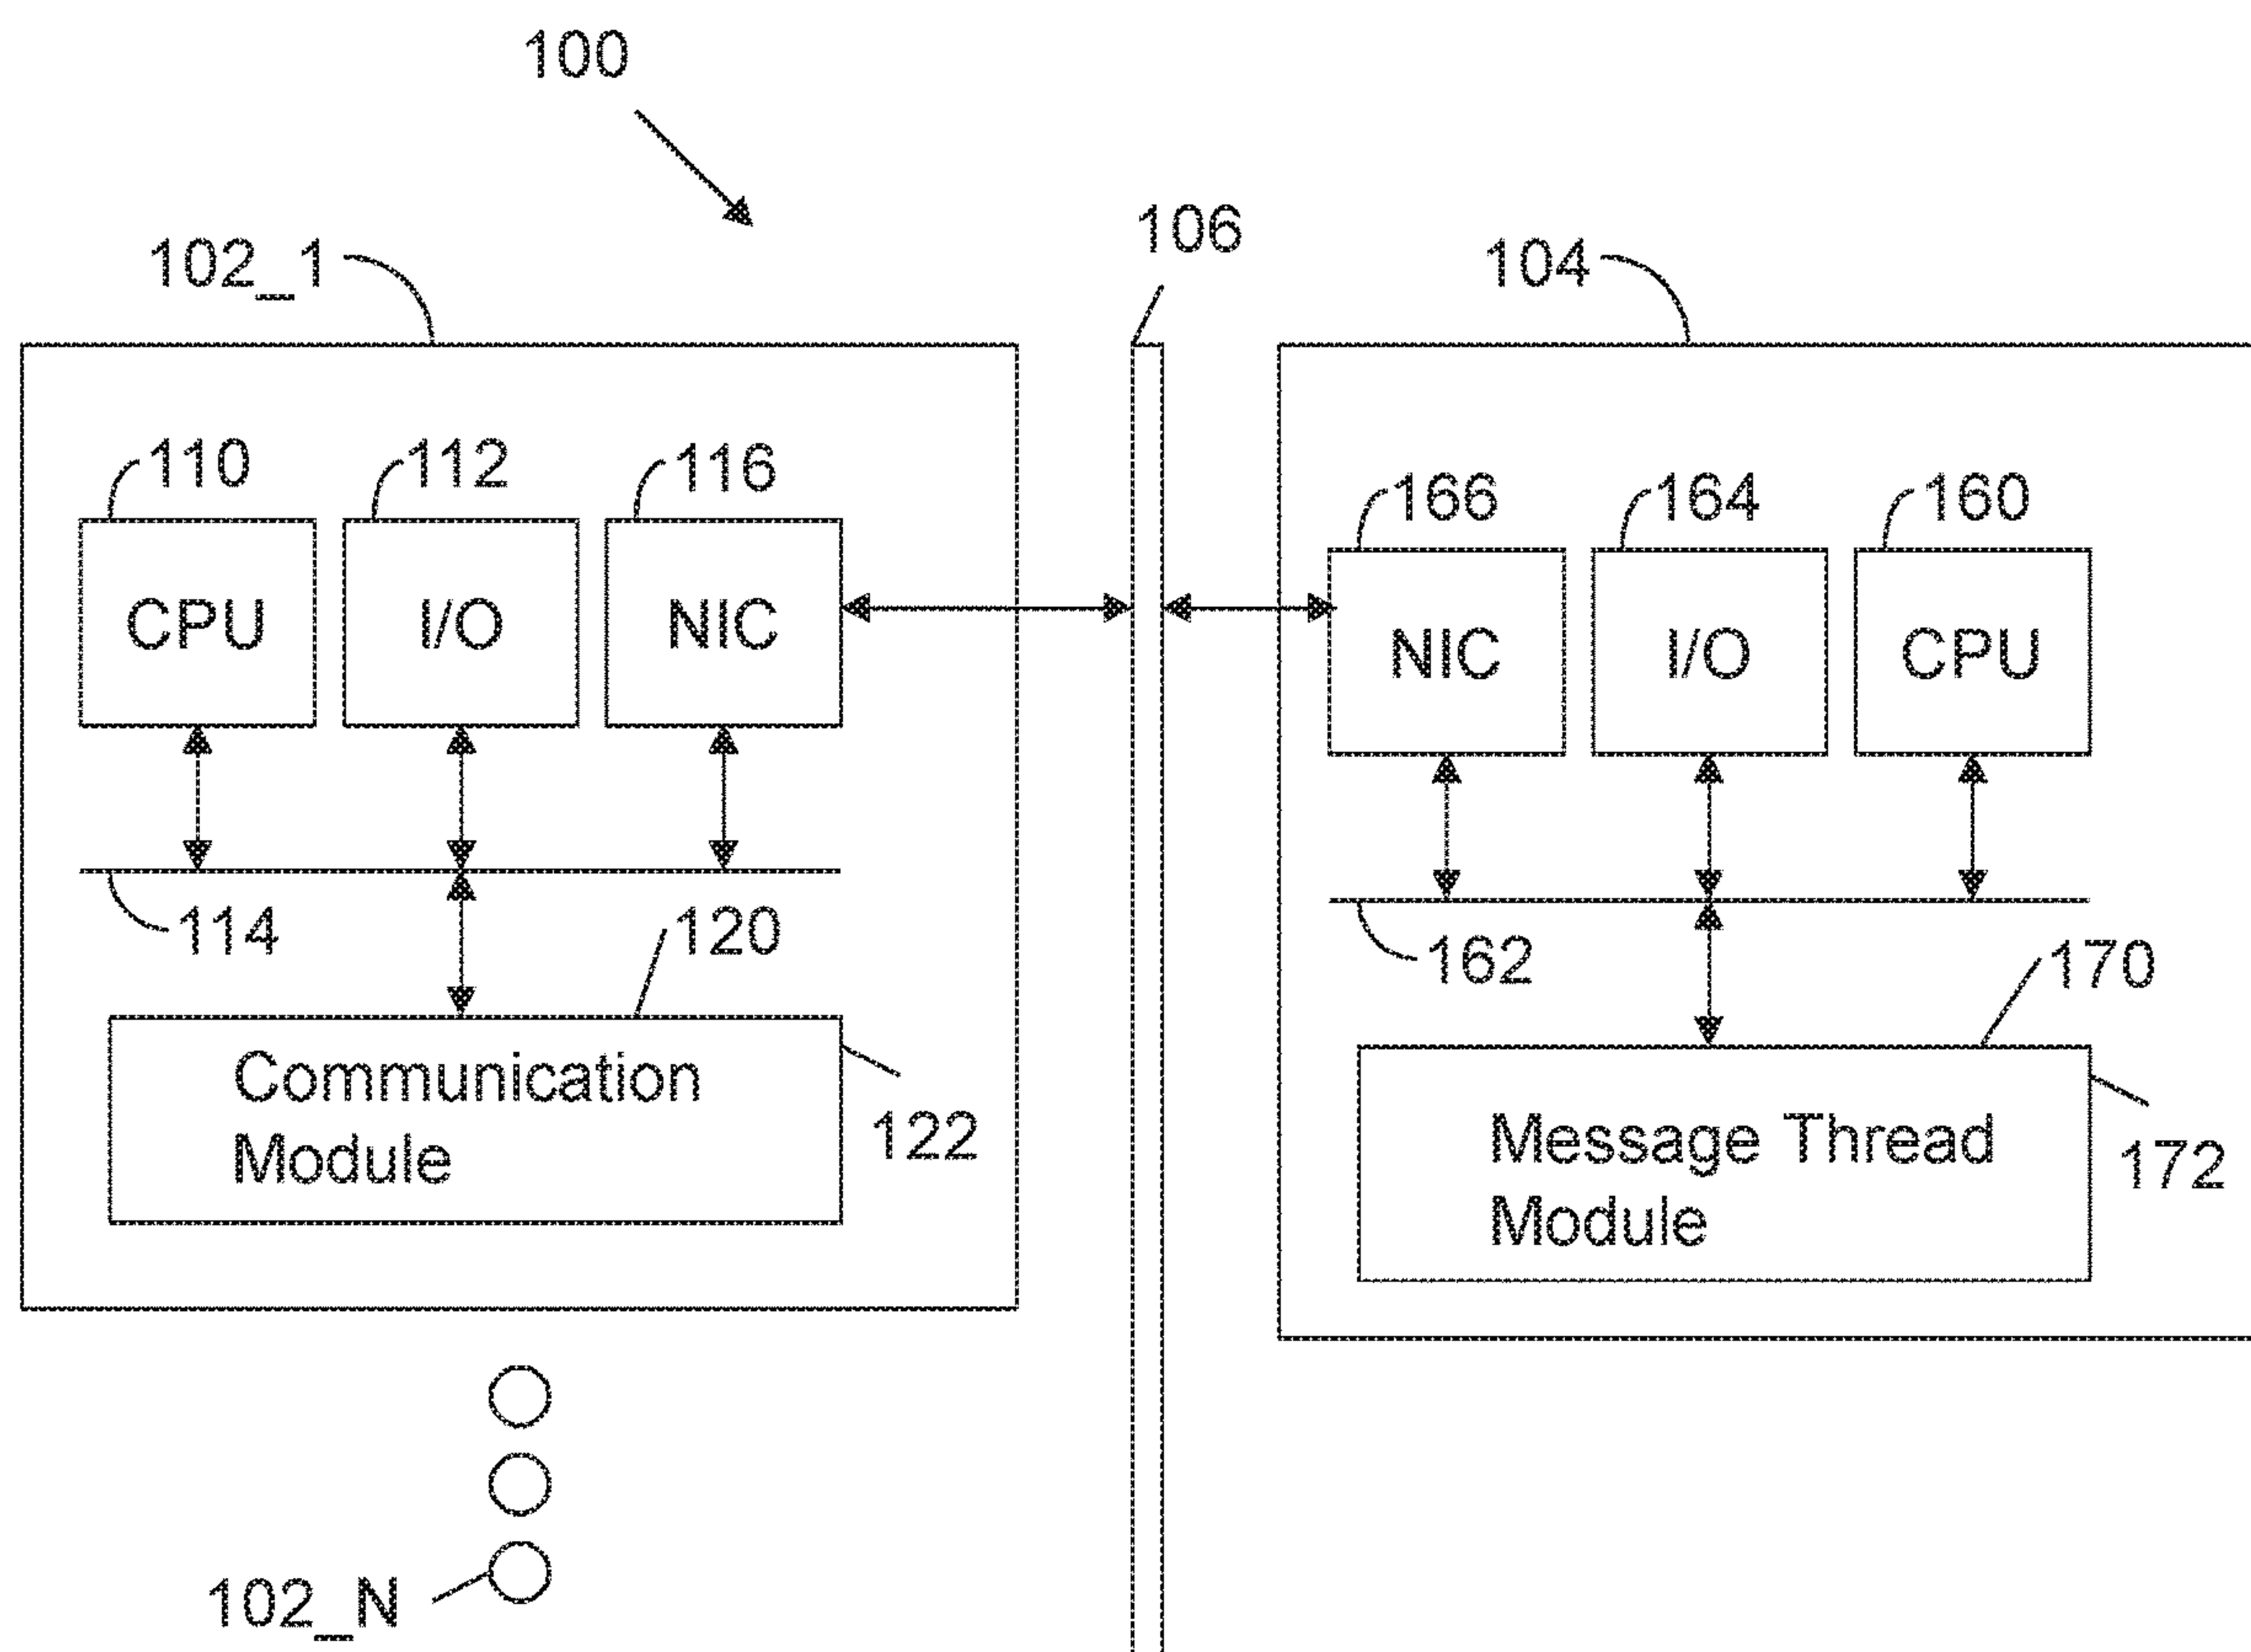 100
106
102_1
104
110
112
116
166
164
160
CPU
I/O
NIC
NIC
I/O
CPU
114
120
162
170
Communication
Module
122
Message Thread
Module
172
102_N